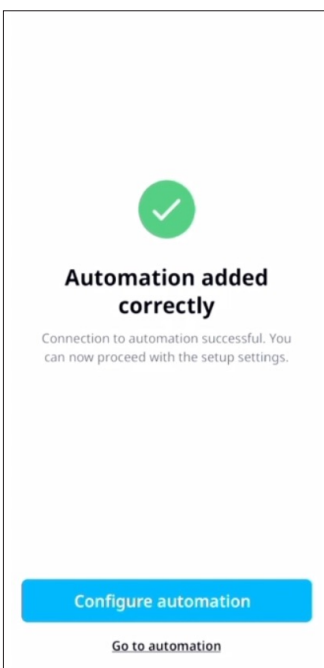 Automation added
correctly
Connection to automation successful. You
can now proceed with the setup settings.
Configure automation
Go to automation